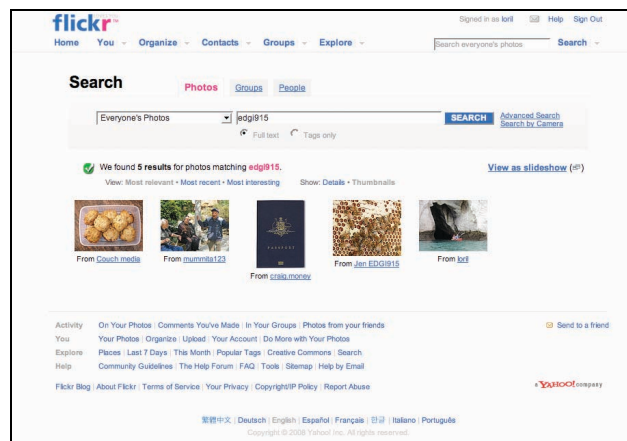 flickr
Signed in as loril Help Sign Out
Home You Organize Contacts Groups Explore Search everyone's photos Search
Search Photos Groups People
Everyone's Photos edgi915 SEARCH Advanced Search
Search by Camera
Full text Tags only
We found 5 results for photos matching edgi915. View as slideshow
View: Most relevant • Most recent • Most interesting Show: Details • Thumbnails
PASSPORT
From Couch media From mummita123 From craig.money From Jen EDGI915 From loril
Activity On Your Photos | Comments You've Made | In Your Groups | Photos from your friends Send to a friend
You Your Photos | Organize | Upload | Your Account | Do More with Your Photos
Explore Places | Last 7 Days | This Month | Popular Tags | Creative Commons | Search
Help Community Guidelines | The Help Forum | FAQ | Tools | Sitemap | Help by Email
Flickr Blog | About Flickr | Terms of Service | Your Privacy | Copyright/IP Policy | Report Abuse a YAHOO! company
繁體中文 | Deutsch | English | Español | Français | 한글 | Italiano | Português
Copyright © 2008 Yahoo! Inc. All rights reserved.